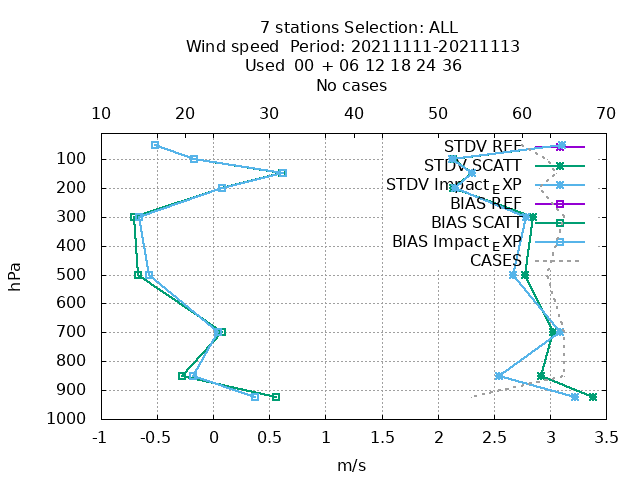 7 stations Selection: ALL
Wind speed  Period: 20211111-20211113
Used  00 + 06 12 18 24 36
No cases
10 20 30 40 50 60 70
STDV REF
STDV SCATT
STDV Impact_EXP
BIAS REF
BIAS SCATT
BIAS Impact_EXP
CASES
hPa
100
200
300
400
500
600
700
800
900
1000
-1 -0.5 0 0.5 1 1.5 2 2.5 3 3.5
m/s